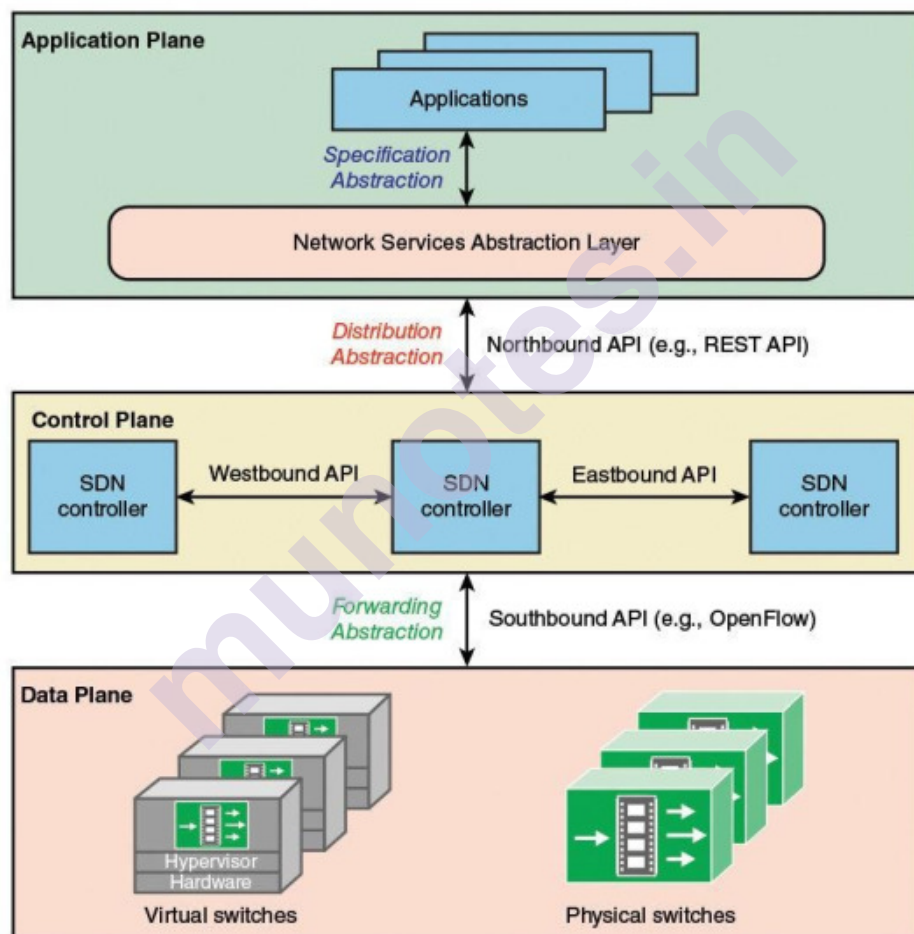 Application Plane
Applications
Specification
Abstraction
Network Services Abstraction Layer
Distribution
Abstraction
Northbound API (e.g., REST API)
Control Plane
SDN
controller
Westbound API
SDN
controller
Eastbound API
SDN
controller
Forwarding
Abstraction
Southbound API (e.g., OpenFlow)
Data Plane
Hypervisor
Hardware
Virtual switches
Physical switches
munotes.in